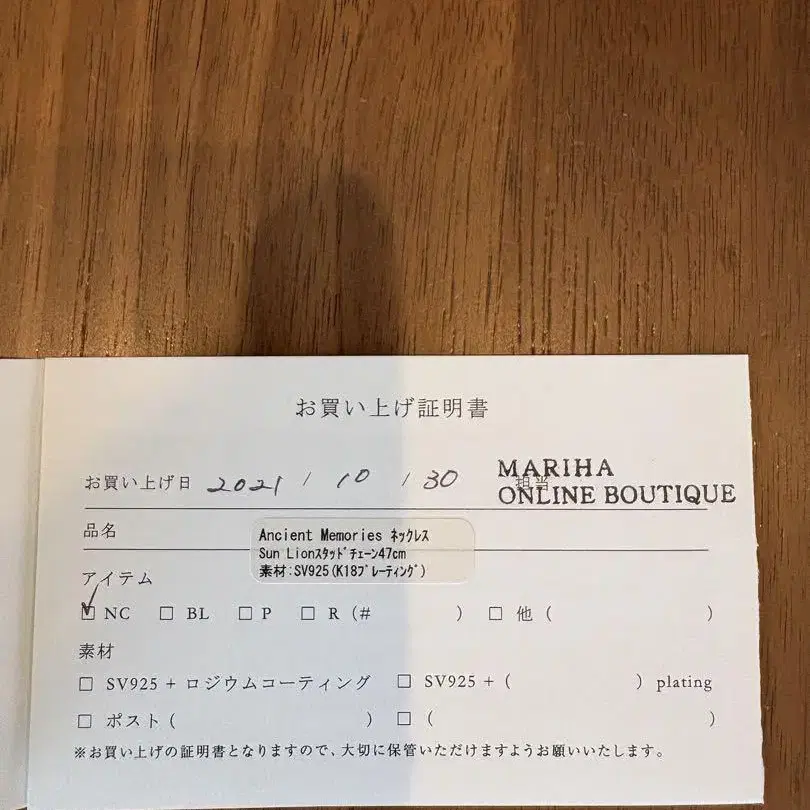 お買い上げ証明書
お買い上げ日 2021 / 10 / 30 担当 MARIHA
ONLINE BOUTIQUE
品名 Ancient Memories ネックレス
Sun Lionスタッドチェーン47cm
素材:SV925(K18プレーティング)
アイテム
☑ NC □ BL □ P □ R (# ) □ 他 ( )
素材
□ SV925 + ロジウムコーティング □ SV925 + ( ) plating
□ ポスト ( ) □ ( )
※お買い上げの証明書となりますので、大切に保管いただけますようお願いいたします。